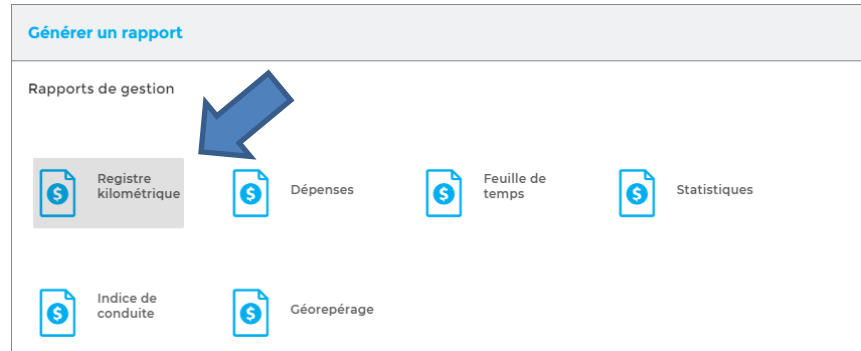 Générer un rapport
Rapports de gestion
Registre
kilométrique
Dépenses
Feuille de
temps
Statistiques
Indice de
conduite
Géorepérage